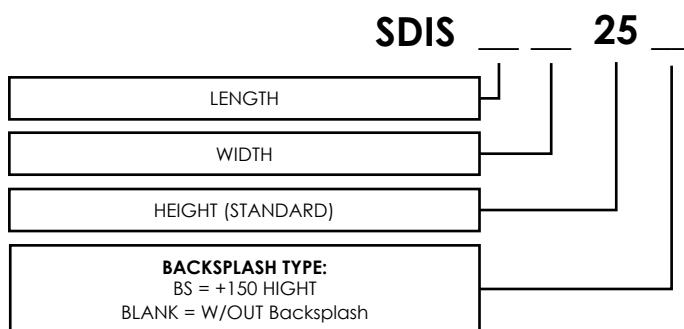 SDIS __ __ 25 __
LENGTH
WIDTH
HEIGHT (STANDARD)
BACKSPLASH TYPE:
BS = +150 HIGHT
BLANK = W/OUT Backsplash